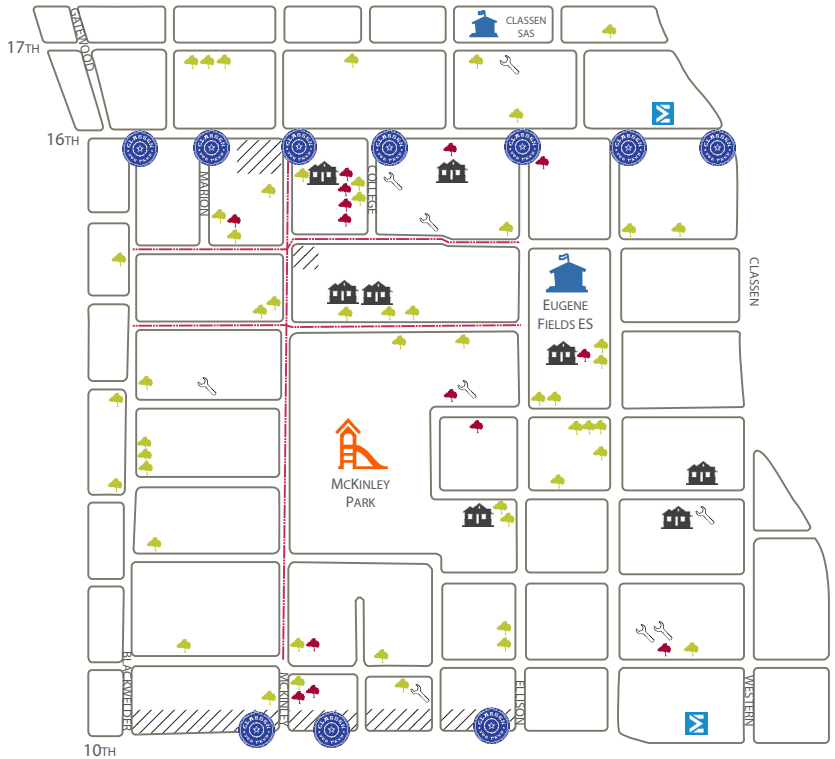 CLASSEN
SAS
17TH
GATEWOOD
16TH
MARION
COLLEGE
CLASSEN
EUGENE
FIELDS ES
MCKINLEY
PARK
BLACKWELDER
MCKINLEY
ELLISON
WESTERN
10TH